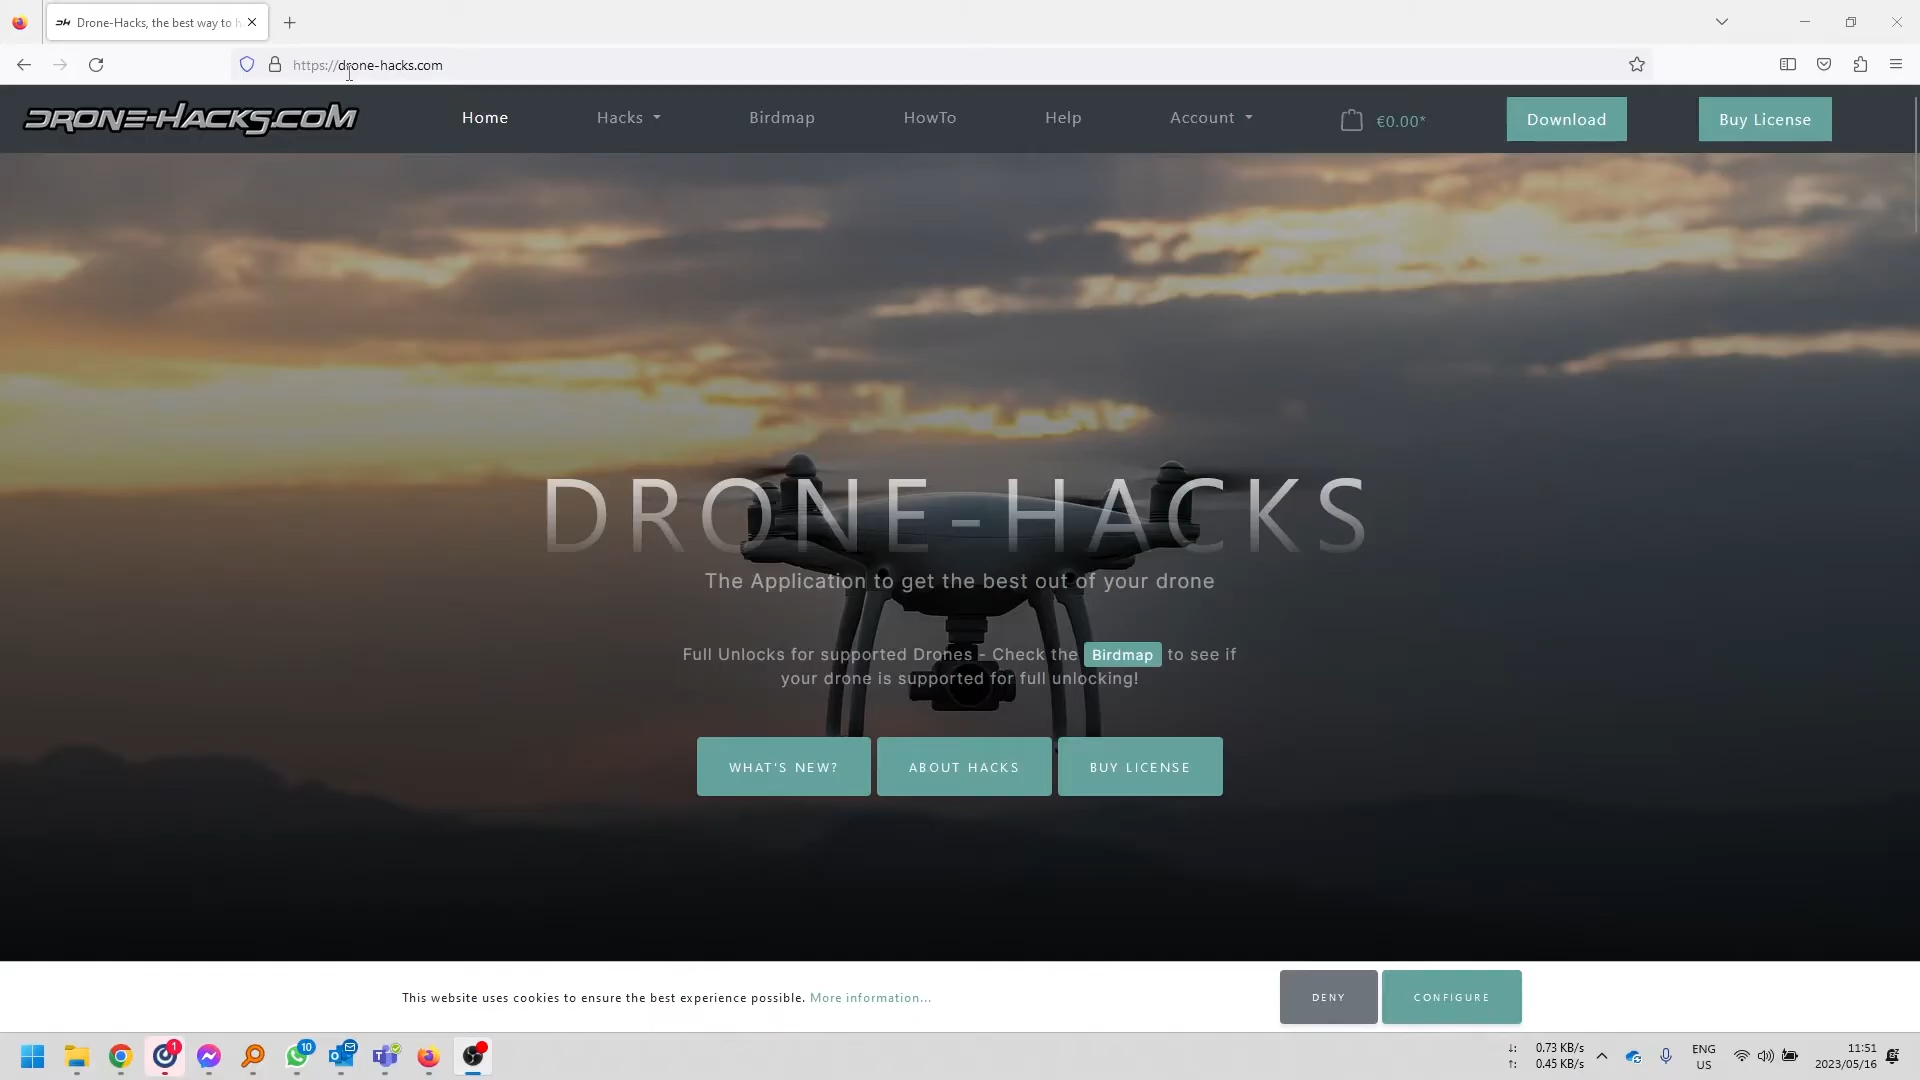 Drone-Hacks, the best way to h
https://drone-hacks.com
DRONE-HACKS.COM
Home
Hacks
Birdmap
HowTo
Help
Account
€0.00*
Download
Buy License
DRONE-HACKS
The Application to get the best out of your drone
Full Unlocks for supported Drones - Check the Birdmap to see if
your drone is supported for full unlocking!
WHAT'S NEW?
ABOUT HACKS
BUY LICENSE
This website uses cookies to ensure the best experience possible. More information...
DENY
CONFIGURE
1
10
↓: 0.73 KB/s
↑: 0.45 KB/s
ENG
US
11:51
2023/05/16